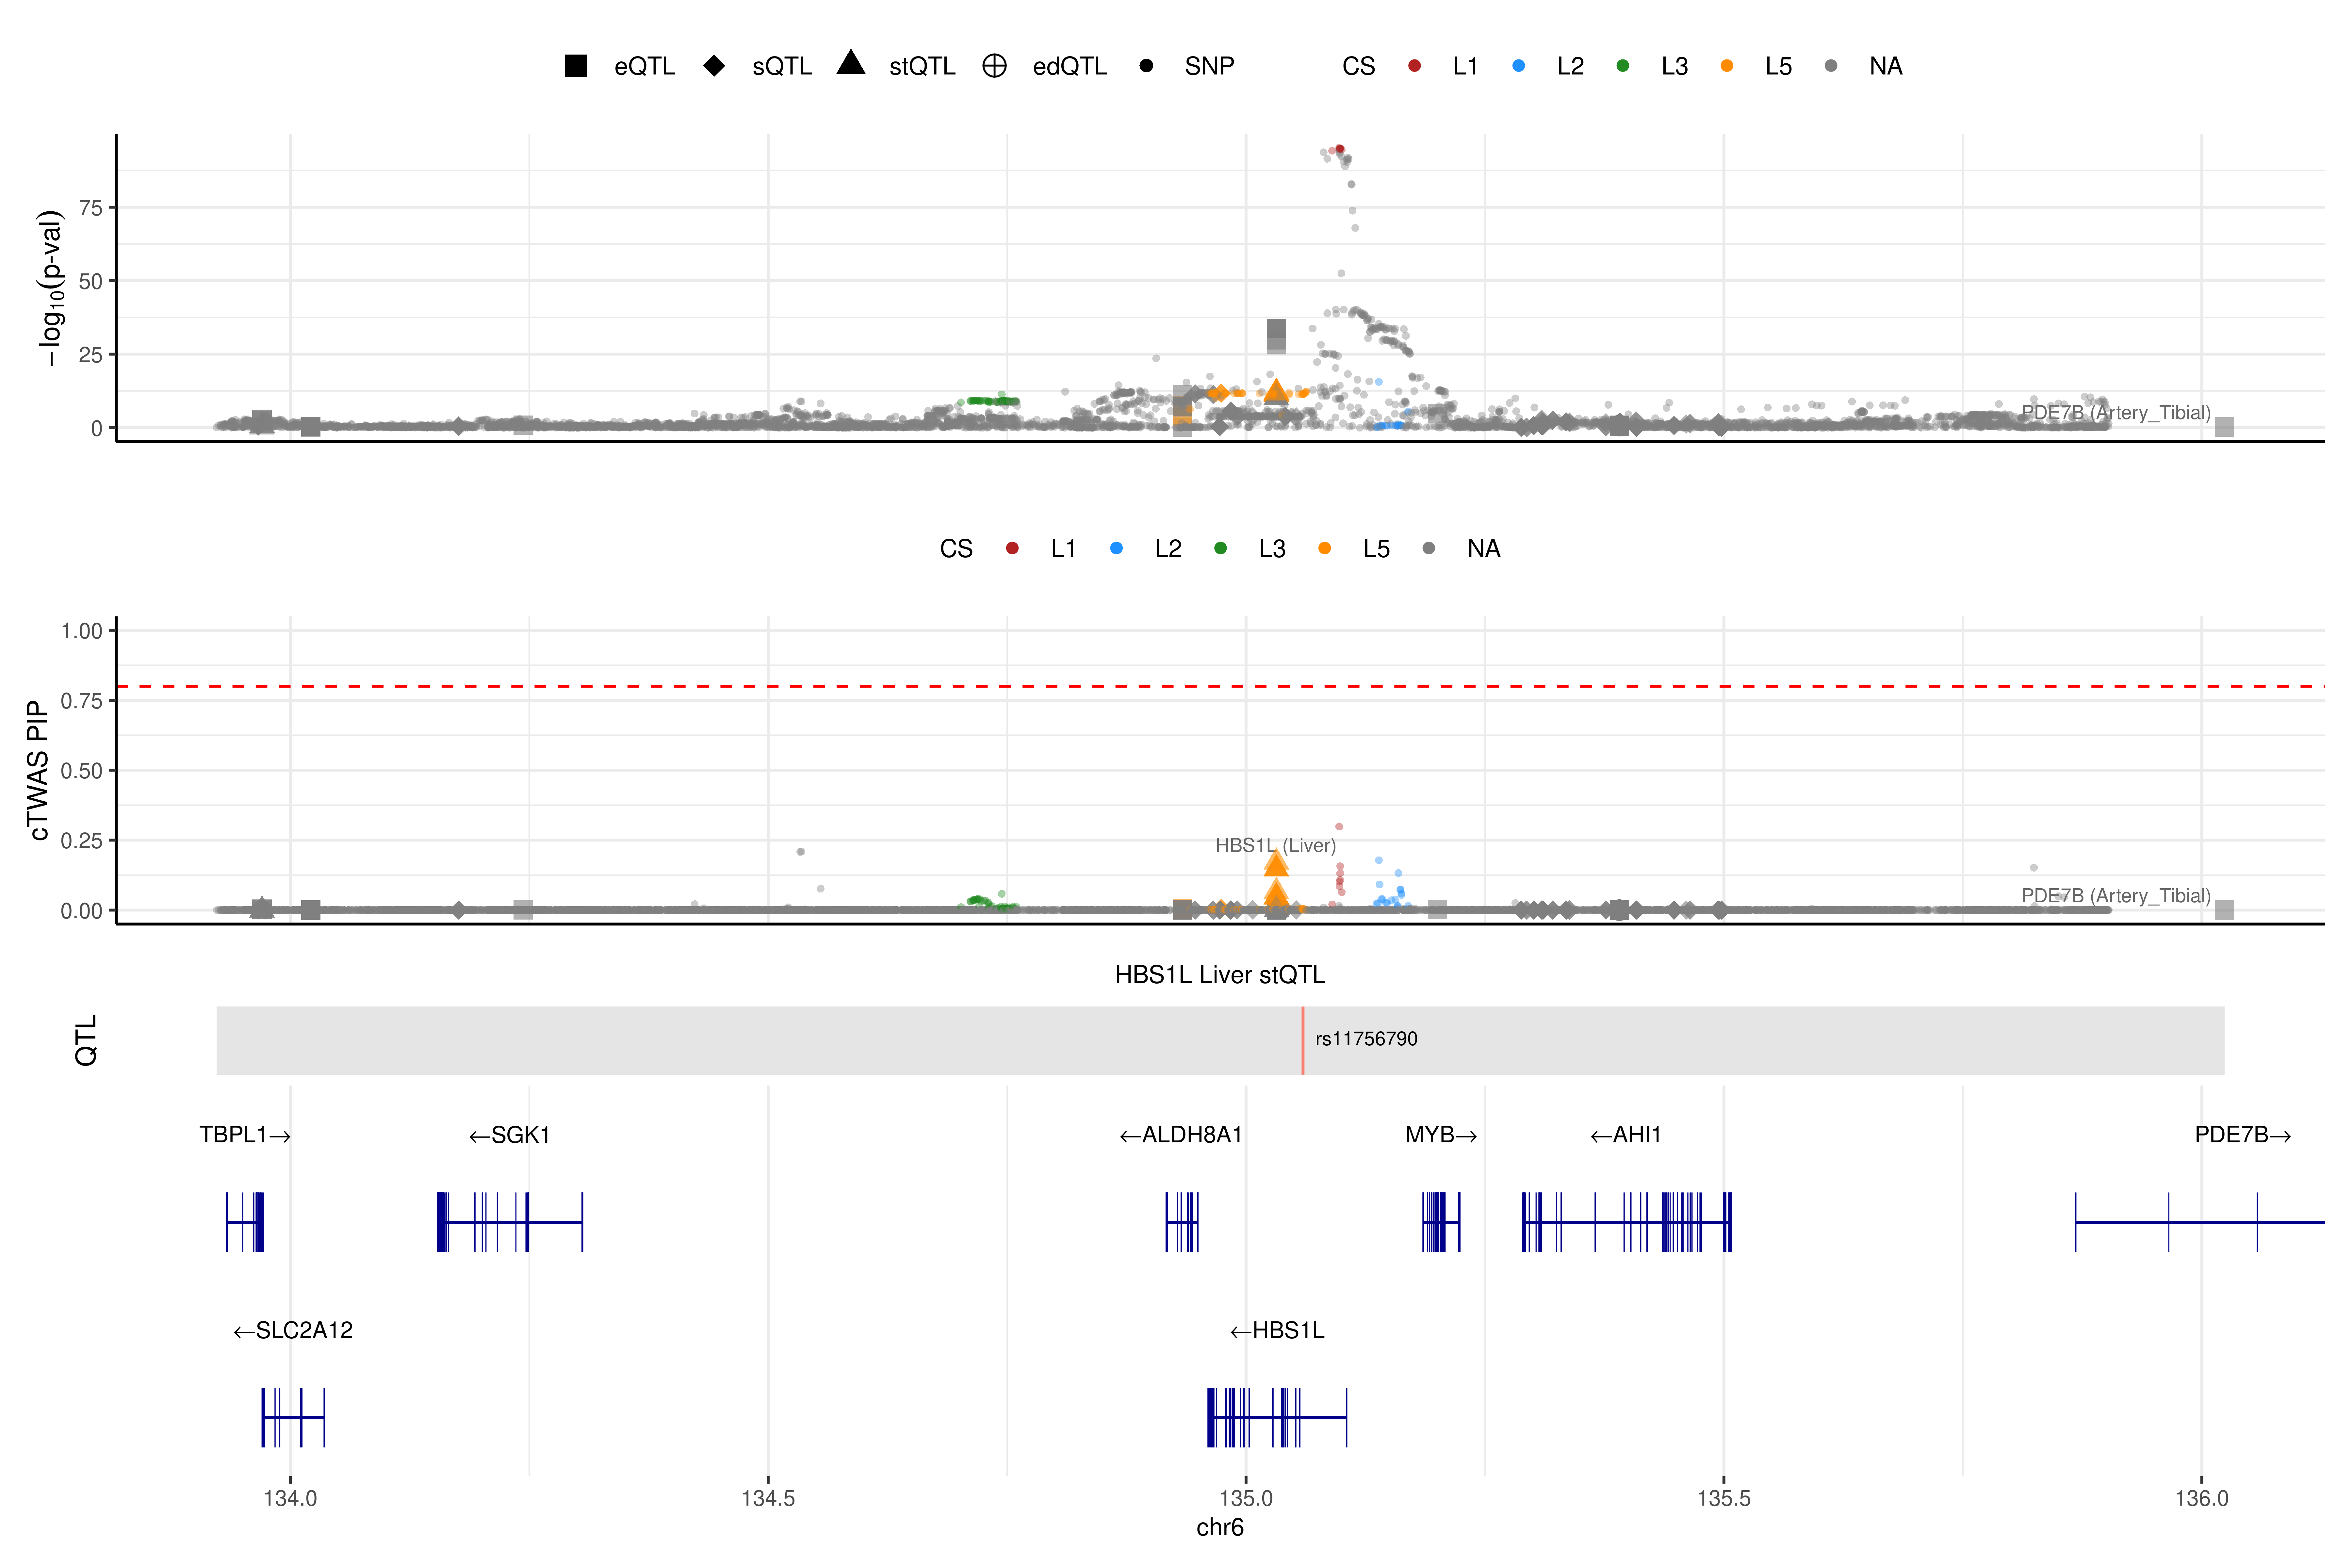 eQTL sQTL stQTL edQTL SNP CS L1 L2 L3 L5 NA
−log10(p-val)
75
50
25
0
PDE7B (Artery_Tibial)
CS L1 L2 L3 L5 NA
cTWAS PIP
1.00
0.75
0.50
0.25
0.00
HBS1L (Liver)
PDE7B (Artery_Tibial)
HBS1L Liver stQTL
QTL
rs11756790
TBPL1→ ←SGK1 ←ALDH8A1 MYB→ ←AHI1 PDE7B→
←SLC2A12 ←HBS1L
134.0 134.5 135.0 135.5 136.0
chr6